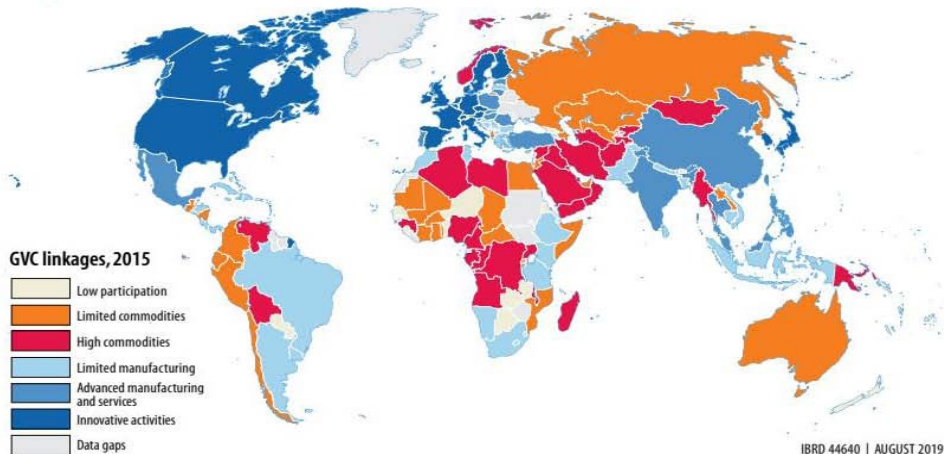 GVC linkages, 2015
Low participation
Limited commodities
High commodities
Limited manufacturing
Advanced manufacturing
and services
Innovative activities
Data gaps
IBRD 44640 | AUGUST 2019